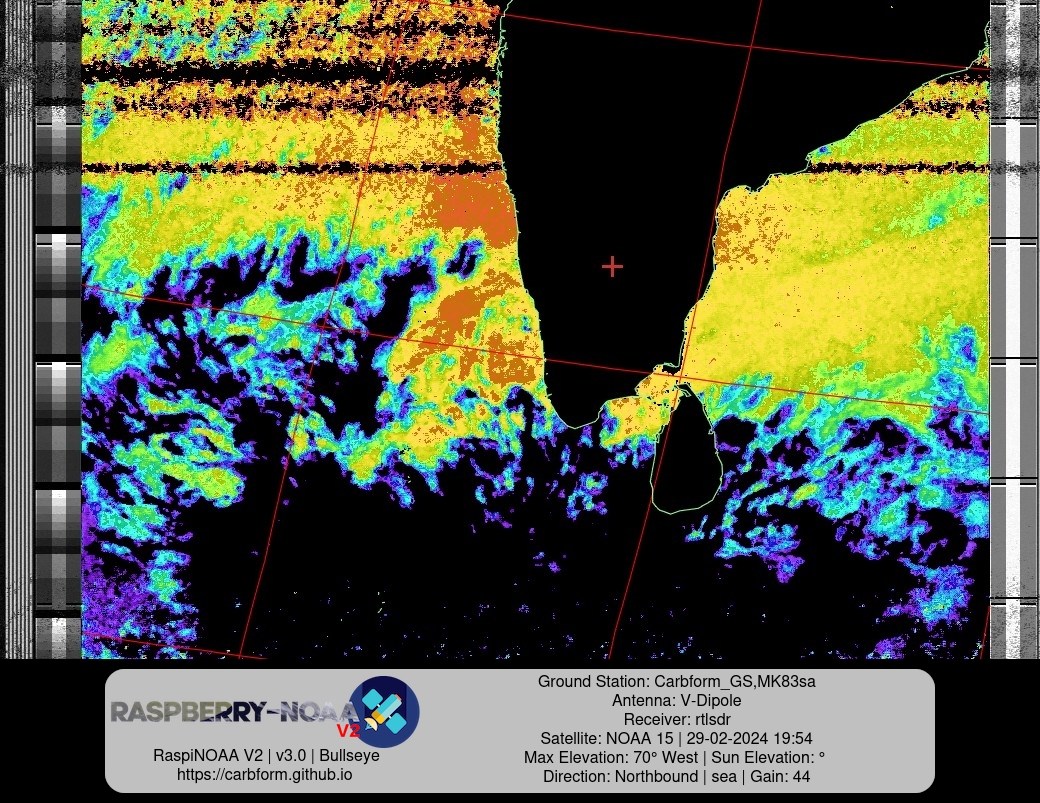 RASPBERRY-NOAA
V2
RaspiNOAA V2 | v3.0 | Bullseye
https://carbform.github.io
Ground Station: Carbform_GS,MK83sa
Antenna: V-Dipole
Receiver: rtlsdr
Satellite: NOAA 15 | 29-02-2024 19:54
Max Elevation: 70° West | Sun Elevation: °
Direction: Northbound | sea | Gain: 44